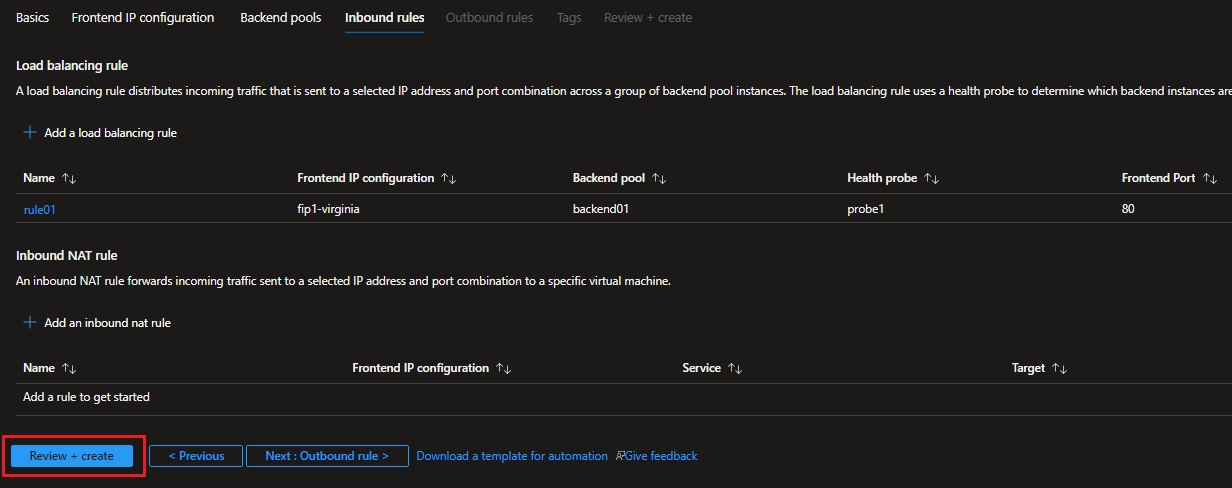 Basics Frontend IP configuration Backend pools Inbound rules Outbound rules Tags Review + create
Load balancing rule
A load balancing rule distributes incoming traffic that is sent to a selected IP address and port combination across a group of backend pool instances. The load balancing rule uses a health probe to determine which backend instances are
+ Add a load balancing rule
Name ↑↓ Frontend IP configuration ↑↓ Backend pool ↑↓ Health probe ↑↓ Frontend Port ↑↓
rule01 fip1-virginia backend01 probe1 80
Inbound NAT rule
An inbound NAT rule forwards incoming traffic sent to a selected IP address and port combination to a specific virtual machine.
+ Add an inbound nat rule
Name ↑↓ Frontend IP configuration ↑↓ Service ↑↓ Target ↑↓
Add a rule to get started
Review + create < Previous Next : Outbound rule > Download a template for automation Give feedback